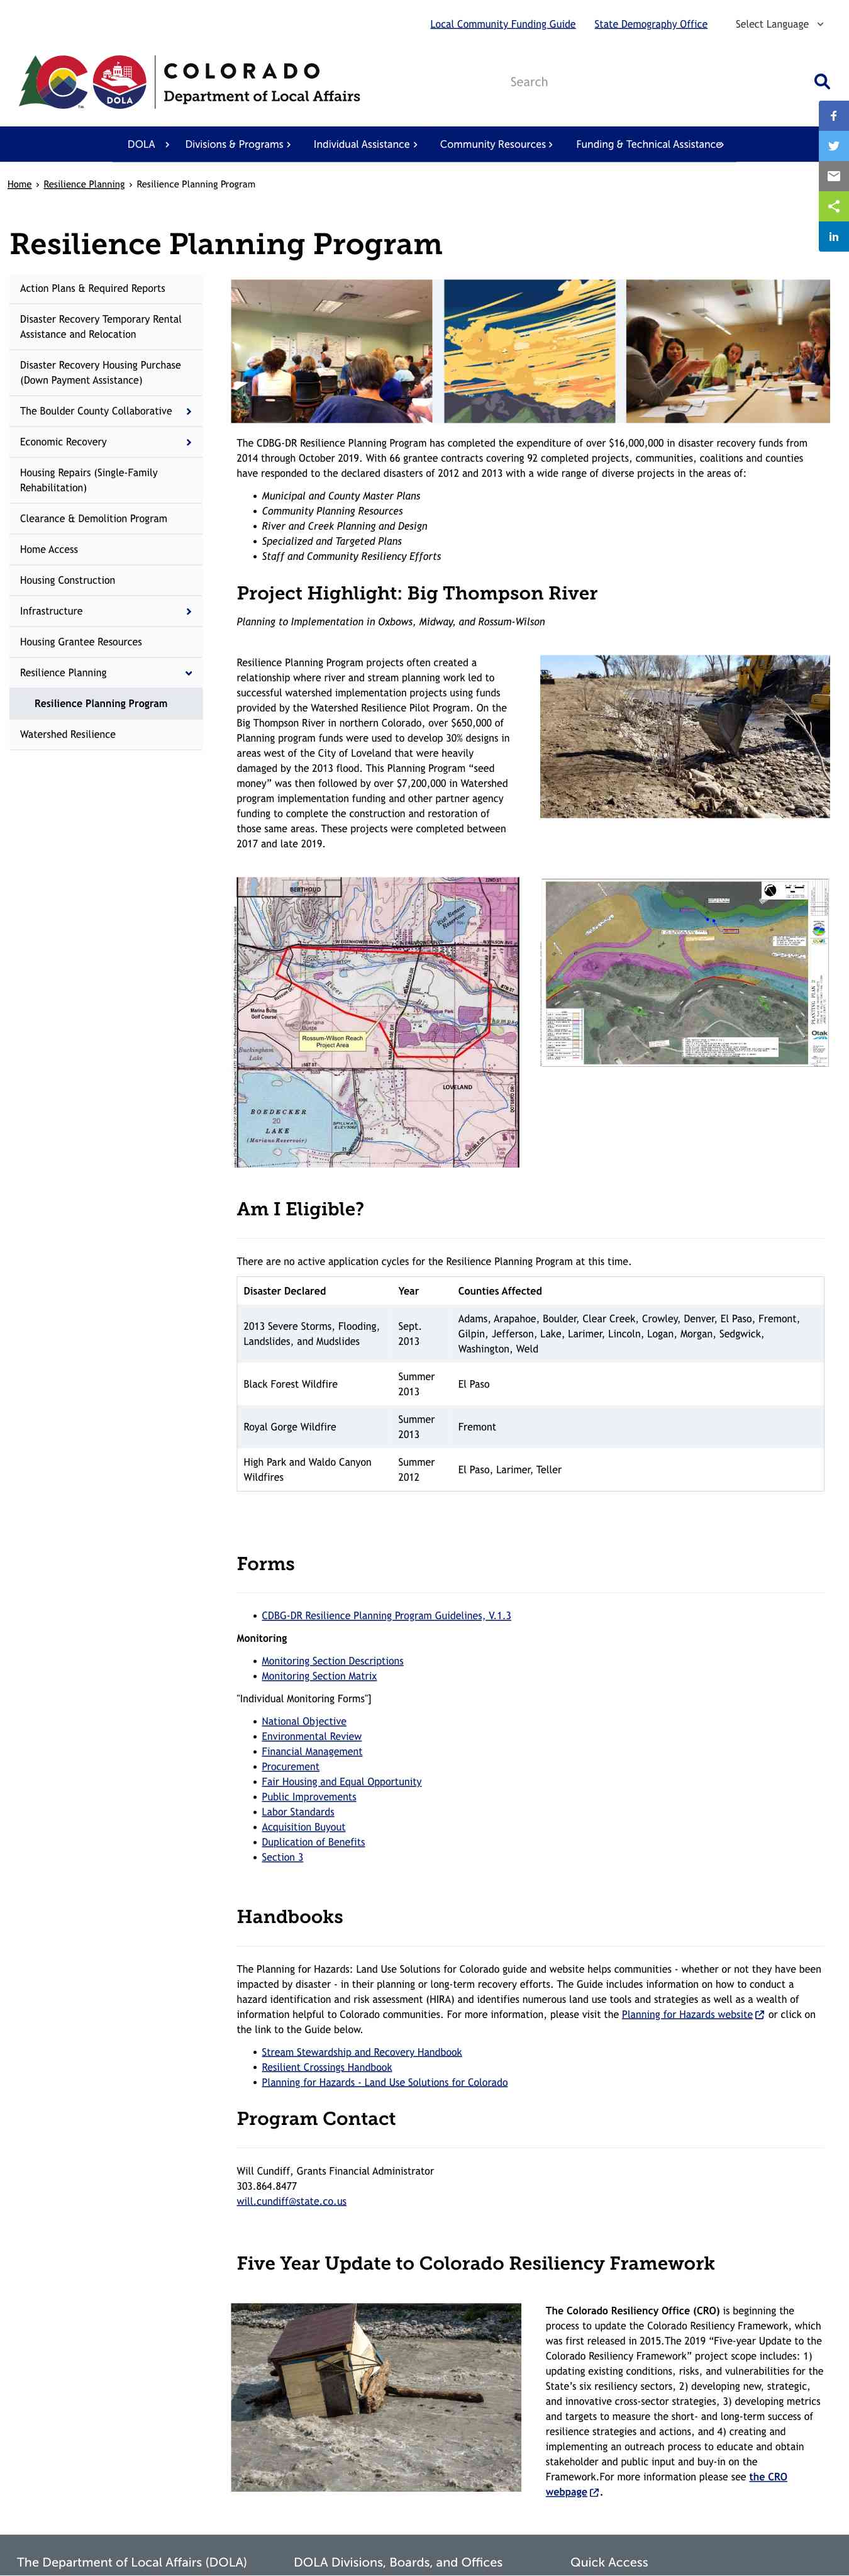 Local Community Funding Guide State Demography Office Select Language
COLORADO
Department of Local Affairs
DOLA
Search
DOLA Divisions & Programs Individual Assistance Community Resources Funding & Technical Assistance
Home › Resilience Planning › Resilience Planning Program
Resilience Planning Program
Action Plans & Required Reports
Disaster Recovery Temporary Rental
Assistance and Relocation
Disaster Recovery Housing Purchase
(Down Payment Assistance)
The Boulder County Collaborative
Economic Recovery
Housing Repairs (Single-Family
Rehabilitation)
Clearance & Demolition Program
Home Access
Housing Construction
Infrastructure
Housing Grantee Resources
Resilience Planning
Resilience Planning Program
Watershed Resilience
The CDBG-DR Resilience Planning Program has completed the expenditure of over $16,000,000 in disaster recovery funds from
2014 through October 2019. With 66 grantee contracts covering 92 completed projects, communities, coalitions and counties
have responded to the declared disasters of 2012 and 2013 with a wide range of diverse projects in the areas of:
• Municipal and County Master Plans
• Community Planning Resources
• River and Creek Planning and Design
• Specialized and Targeted Plans
• Staff and Community Resiliency Efforts
Project Highlight: Big Thompson River
Planning to Implementation in Oxbows, Midway, and Rossum-Wilson
Resilience Planning Program projects often created a
relationship where river and stream planning work led to
successful watershed implementation projects using funds
provided by the Watershed Resilience Pilot Program. On the
Big Thompson River in northern Colorado, over $650,000 of
Planning program funds were used to develop 30% designs in
areas west of the City of Loveland that were heavily
damaged by the 2013 flood. This Planning Program “seed
money” was then followed by over $7,200,000 in Watershed
program implementation funding and other partner agency
funding to complete the construction and restoration of
those same areas. These projects were completed between
2017 and late 2019.
BERTHOUD
Marina Butte
Golf Course
Rossum-Wilson Reach
Project Area
Buckingham
Lake
LOVELAND
BOEDECKER
20
LAKE
(Mariano Reservoir)
21
Otak
Am I Eligible?
There are no active application cycles for the Resilience Planning Program at this time.
Disaster Declared Year Counties Affected
2013 Severe Storms, Flooding,
Landslides, and Mudslides
Sept.
2013
Adams, Arapahoe, Boulder, Clear Creek, Crowley, Denver, El Paso, Fremont,
Gilpin, Jefferson, Lake, Larimer, Lincoln, Logan, Morgan, Sedgwick,
Washington, Weld
Black Forest Wildfire
Summer
2013
El Paso
Royal Gorge Wildfire
Summer
2013
Fremont
High Park and Waldo Canyon
Wildfires
Summer
2012
El Paso, Larimer, Teller
Forms
• CDBG-DR Resilience Planning Program Guidelines, V.1.3
Monitoring
• Monitoring Section Descriptions
• Monitoring Section Matrix
"Individual Monitoring Forms"]
• National Objective
• Environmental Review
• Financial Management
• Procurement
• Fair Housing and Equal Opportunity
• Public Improvements
• Labor Standards
• Acquisition Buyout
• Duplication of Benefits
• Section 3
Handbooks
The Planning for Hazards: Land Use Solutions for Colorado guide and website helps communities - whether or not they have been
impacted by disaster - in their planning or long-term recovery efforts. The Guide includes information on how to conduct a
hazard identification and risk assessment (HIRA) and identifies numerous land use tools and strategies as well as a wealth of
information helpful to Colorado communities. For more information, please visit the Planning for Hazards website or click on
the link to the Guide below.
• Stream Stewardship and Recovery Handbook
• Resilient Crossings Handbook
• Planning for Hazards - Land Use Solutions for Colorado
Program Contact
Will Cundiff, Grants Financial Administrator
303.864.8477
will.cundiff@state.co.us
Five Year Update to Colorado Resiliency Framework
The Colorado Resiliency Office (CRO) is beginning the
process to update the Colorado Resiliency Framework, which
was first released in 2015.The 2019 “Five-year Update to the
Colorado Resiliency Framework” project scope includes: 1)
updating existing conditions, risks, and vulnerabilities for the
State’s six resiliency sectors, 2) developing new, strategic,
and innovative cross-sector strategies, 3) developing metrics
and targets to measure the short- and long-term success of
resilience strategies and actions, and 4) creating and
implementing an outreach process to educate and obtain
stakeholder and public input and buy-in on the
Framework.For more information please see the CRO
webpage .
The Department of Local Affairs (DOLA) DOLA Divisions, Boards, and Offices Quick Access